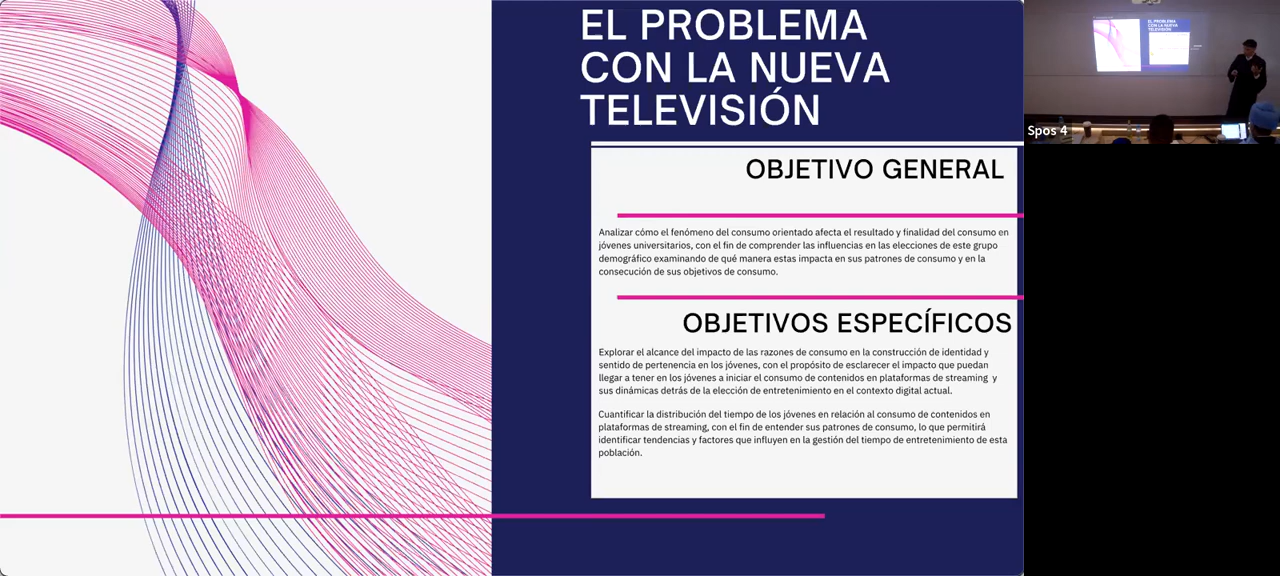 EL PROBLEMA
CON LA NUEVA
TELEVISIÓN
OBJETIVO GENERAL
Analizar cómo el fenómeno del consumo orientado afecta el resultado y finalidad del consumo en
jóvenes universitarios, con el fin de comprender las influencias en las elecciones de este grupo
demográfico examinando de qué manera estas impacta en sus patrones de consumo y en la
consecución de sus objetivos de consumo.
OBJETIVOS ESPECÍFICOS
Explorar el alcance del impacto de las razones de consumo en la construcción de identidad y
sentido de pertenencia en los jóvenes, con el propósito de esclarecer el impacto que puedan
llegar a tener en los jóvenes a iniciar el consumo de contenidos en plataformas de streaming y
sus dinámicas detrás de la elección de entretenimiento en el contexto digital actual.
Cuantificar la distribución del tiempo de los jóvenes en relación al consumo de contenidos en
plataformas de streaming, con el fin de entender sus patrones de consumo, lo que permitirá
identificar tendencias y factores que influyen en la gestión del tiempo de entretenimiento de esta
población.
EL PROBLEMA
CON LA NUEVA
TELEVISIÓN
Spos 4